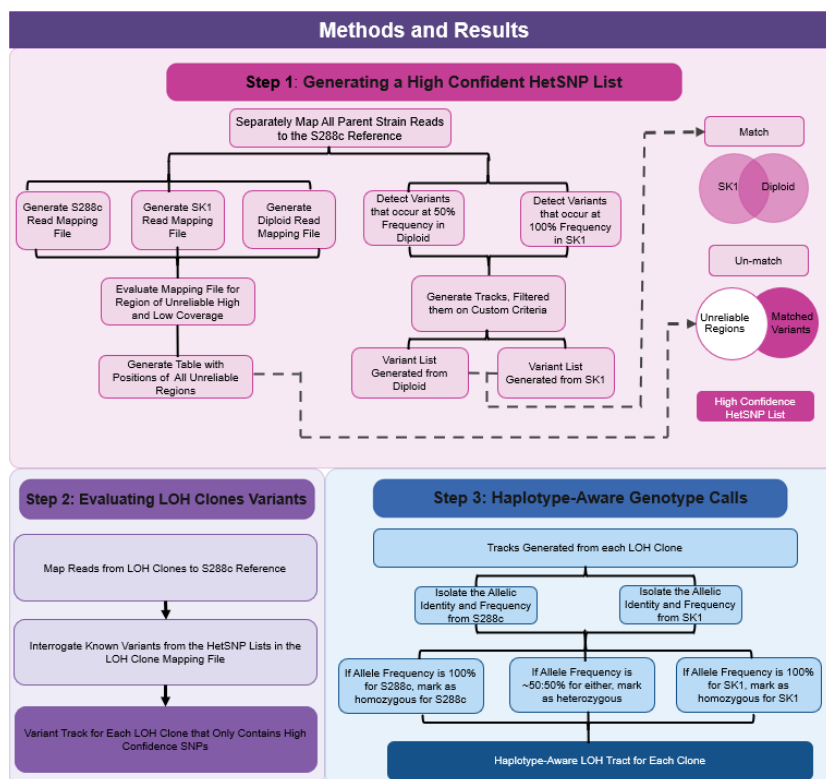 Methods and Results
Step 1: Generating a High Confident HetSNP List
Separately Map All Parent Strain Reads
to the S288c Reference
Generate S288c
Read Mapping
File
Generate SK1
Read Mapping
File
Generate
Diploid Read
Mapping File
Detect Variants
that occur at 50%
Frequency in
Diploid
Detect Variants
that occur at
100% Frequency
in SK1
Evaluate Mapping File for
Region of Unreliable High
and Low Coverage
Generate Tracks, Filtered
them on Custom Criteria
Generate Table with
Positions of All Unreliable
Regions
Variant List
Generated from
Diploid
Variant List
Generated from SK1
Match
SK1
Diploid
Un-match
Unreliable
Regions
Matched
Variants
High Confidence
HetSNP List
Step 2: Evaluating LOH Clones Variants
Map Reads from LOH Clones to S288c Reference
Interrogate Known Variants from the HetSNP Lists in the
LOH Clone Mapping File
Variant Track for Each LOH Clone that Only Contains High
Confidence SNPs
Step 3: Haplotype-Aware Genotype Calls
Tracks Generated from each LOH Clone
Isolate the Allelic
Identity and Frequency
from S288c
Isolate the Allelic
Identity and Frequency
from SK1
If Allele Frequency is 100%
for S288c, mark as
homozygous for S288c
If Allele Frequency is
~50:50% for either, mark
as heterozygous
If Allele Frequency is 100%
for SK1, mark as
homozygous for SK1
Haplotype-Aware LOH Tract for Each Clone